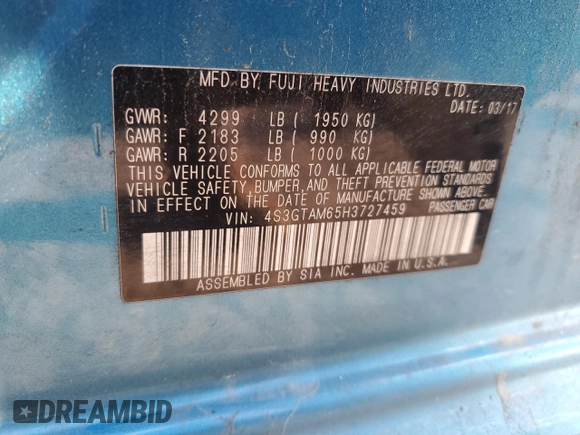 MFD BY FUJI HEAVY INDUSTRIES LTD.
DATE: 03/17
GVWR: 4299 LB ( 1950 KG)
GAWR: F 2183 LB ( 990 KG)
GAWR: R 2205 LB ( 1000 KG)
THIS VEHICLE CONFORMS TO ALL APPLICABLE FEDERAL MOTOR
VEHICLE SAFETY, BUMPER, AND THEFT PREVENTION STANDARDS
IN EFFECT ON THE DATE OF MANUFACTURE SHOWN ABOVE.
VIN: 4S3GTAM65H3727459 PASSENGER CAR
ASSEMBLED BY SIA INC. MADE IN U.S.A.
DREAMBID